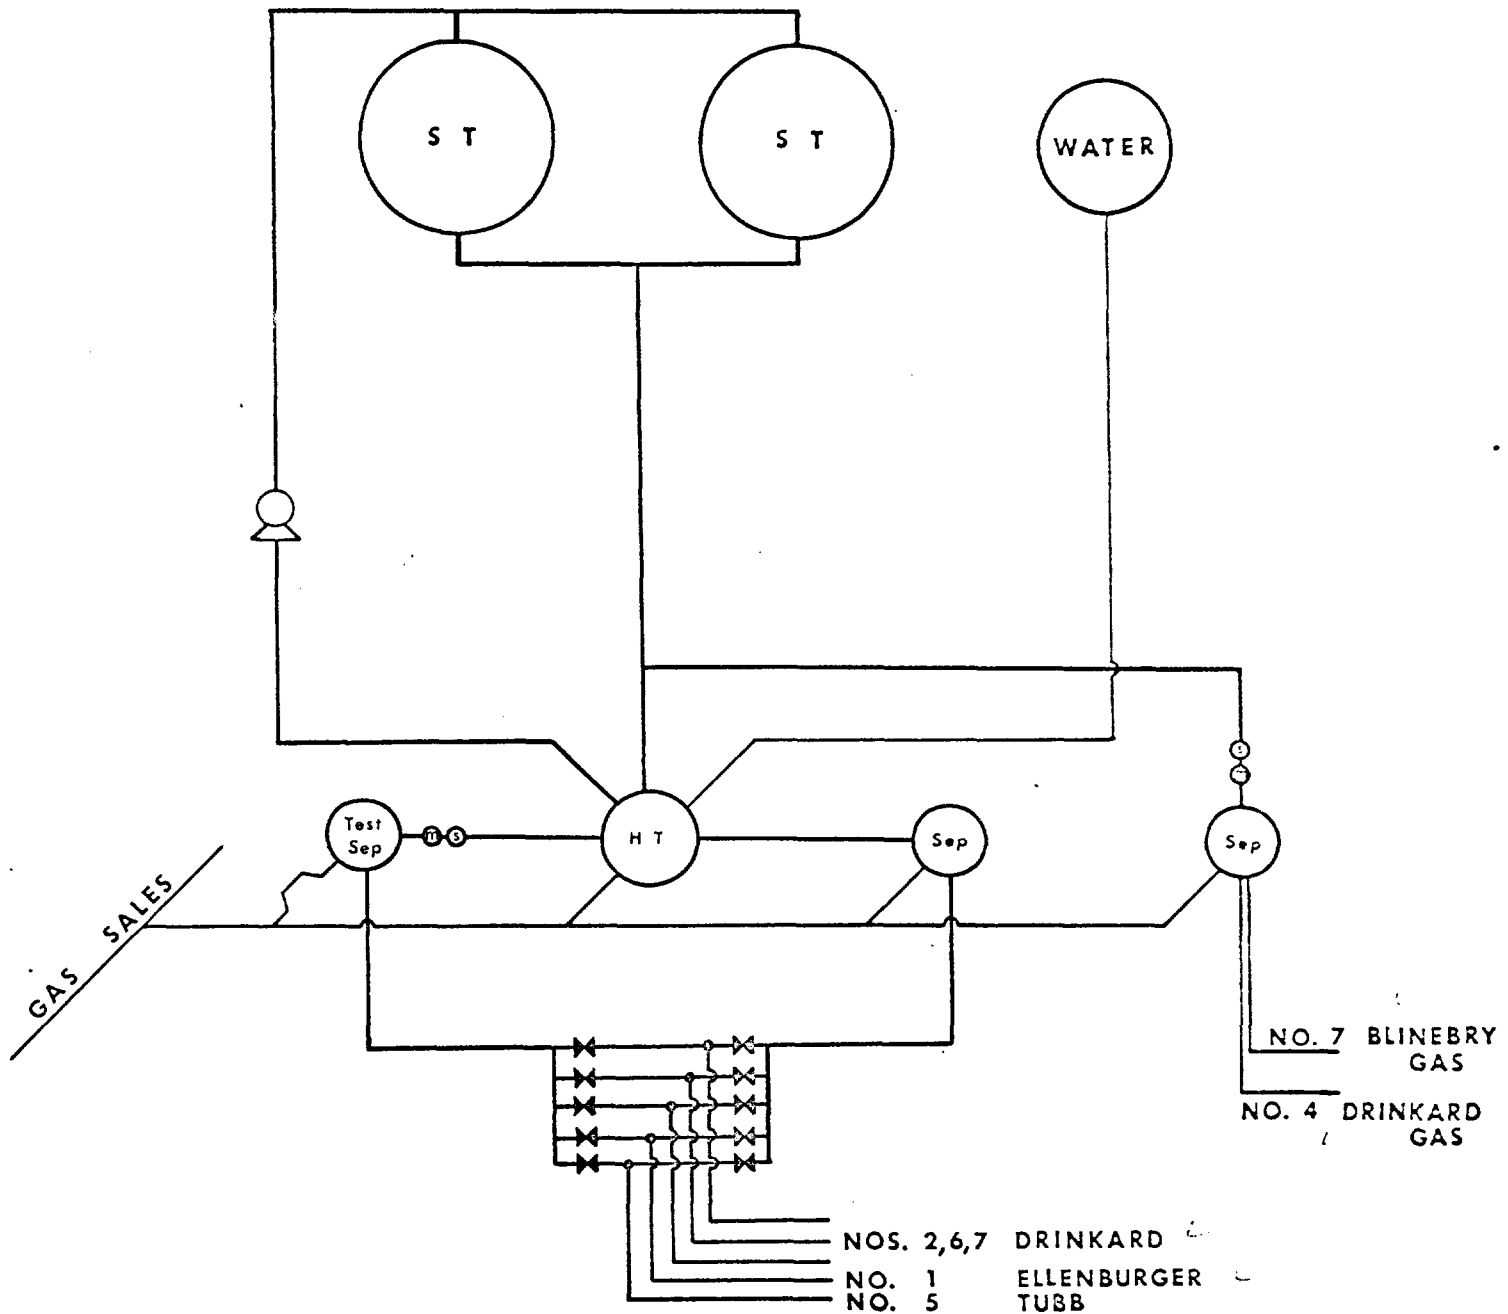 S T
S T
WATER
Test
Sep
m
s
H T
Sep
s
m
Sep
GAS SALES
NO. 7 BLINEBRY
GAS
NO. 4 DRINKARD
GAS
NOS. 2,6,7 DRINKARD
NO. 1 ELLENBURGER
NO. 5 TUBB